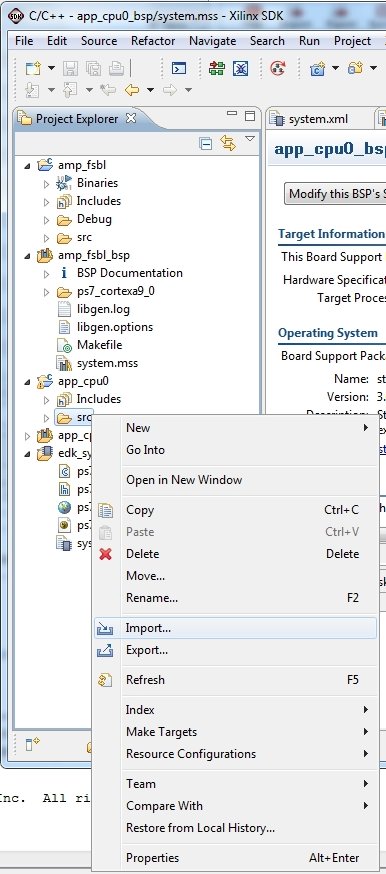 C/C++ - app_cpu0_bsp/system.mss - Xilinx SDK
File Edit Source Refactor Navigate Search Run Project
Project Explorer
system.xml
amp_fsbl
Binaries
Includes
Debug
src
amp_fsbl_bsp
BSP Documentation
ps7_cortexa9_0
libgen.log
libgen.options
Makefile
system.mss
app_cpu0
Includes
src
app_cp
edk_sy
ps7
ps7
ps7
ps7
sys
app_cpu0_bsp
Modify this BSP's S
Target Information
This Board Support
Hardware Specifica
Target Proce
Operating System
Board Support Pack
Name: st
Version: 3.
Description: St
New
Go Into
Open in New Window
Copy Ctrl+C
Paste Ctrl+V
Delete Delete
Move...
Rename... F2
Import...
Export...
Refresh F5
Index
Make Targets
Resource Configurations
Team
Compare With
Restore from Local History...
Properties Alt+Enter
Inc. All ri